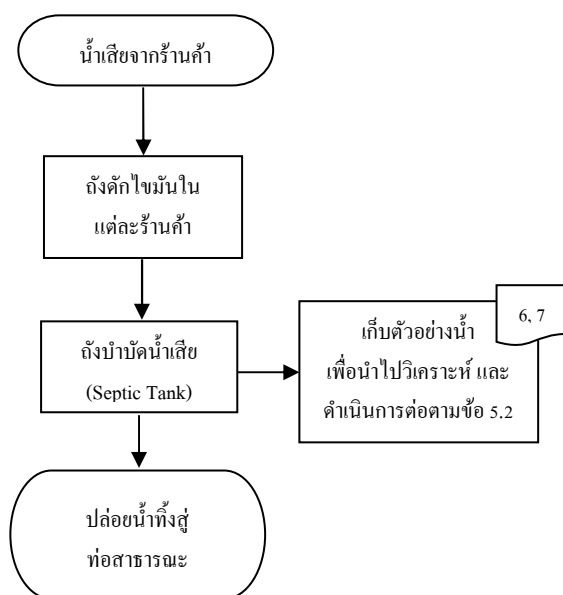 น้ำเสียจากร้านค้า
ถังดักไขมันใน
แต่ละร้านค้า
ถังบำบัดน้ำเสีย
(Septic Tank)
6, 7
เก็บตัวอย่างน้ำ
เพื่อนำไปวิเคราะห์ และ
ดำเนินการต่อตามข้อ 5.2
ปล่อยน้ำทิ้งสู่
ท่อสาธารณะ